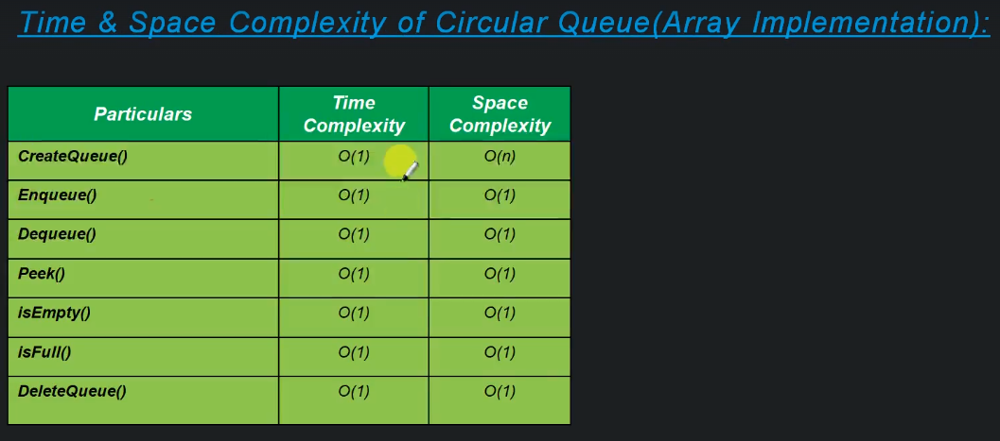 Time & Space Complexity of Circular Queue(Array Implementation):
Particulars Time Complexity Space Complexity
CreateQueue() O(1) O(n)
Enqueue() O(1) O(1)
Dequeue() O(1) O(1)
Peek() O(1) O(1)
isEmpty() O(1) O(1)
isFull() O(1) O(1)
DeleteQueue() O(1) O(1)